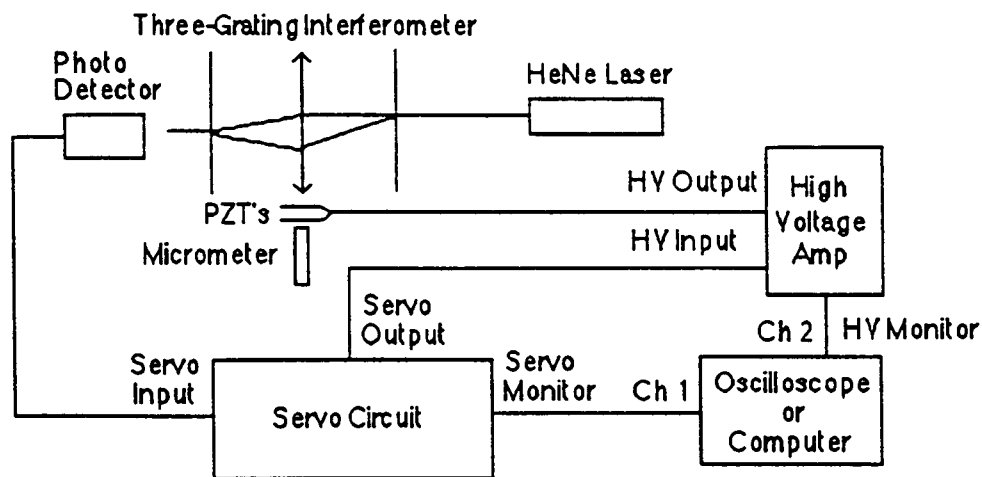 Three-Grating Interferometer
Photo
Detector
HeNe Laser
HV Output
High
Voltage
Amp
PZT's
HV Input
Micrometer
Servo
Output
Ch 2
HV Monitor
Servo
Input
Servo
Monitor
Ch 1
Servo Circuit
Oscilloscope
or
Computer